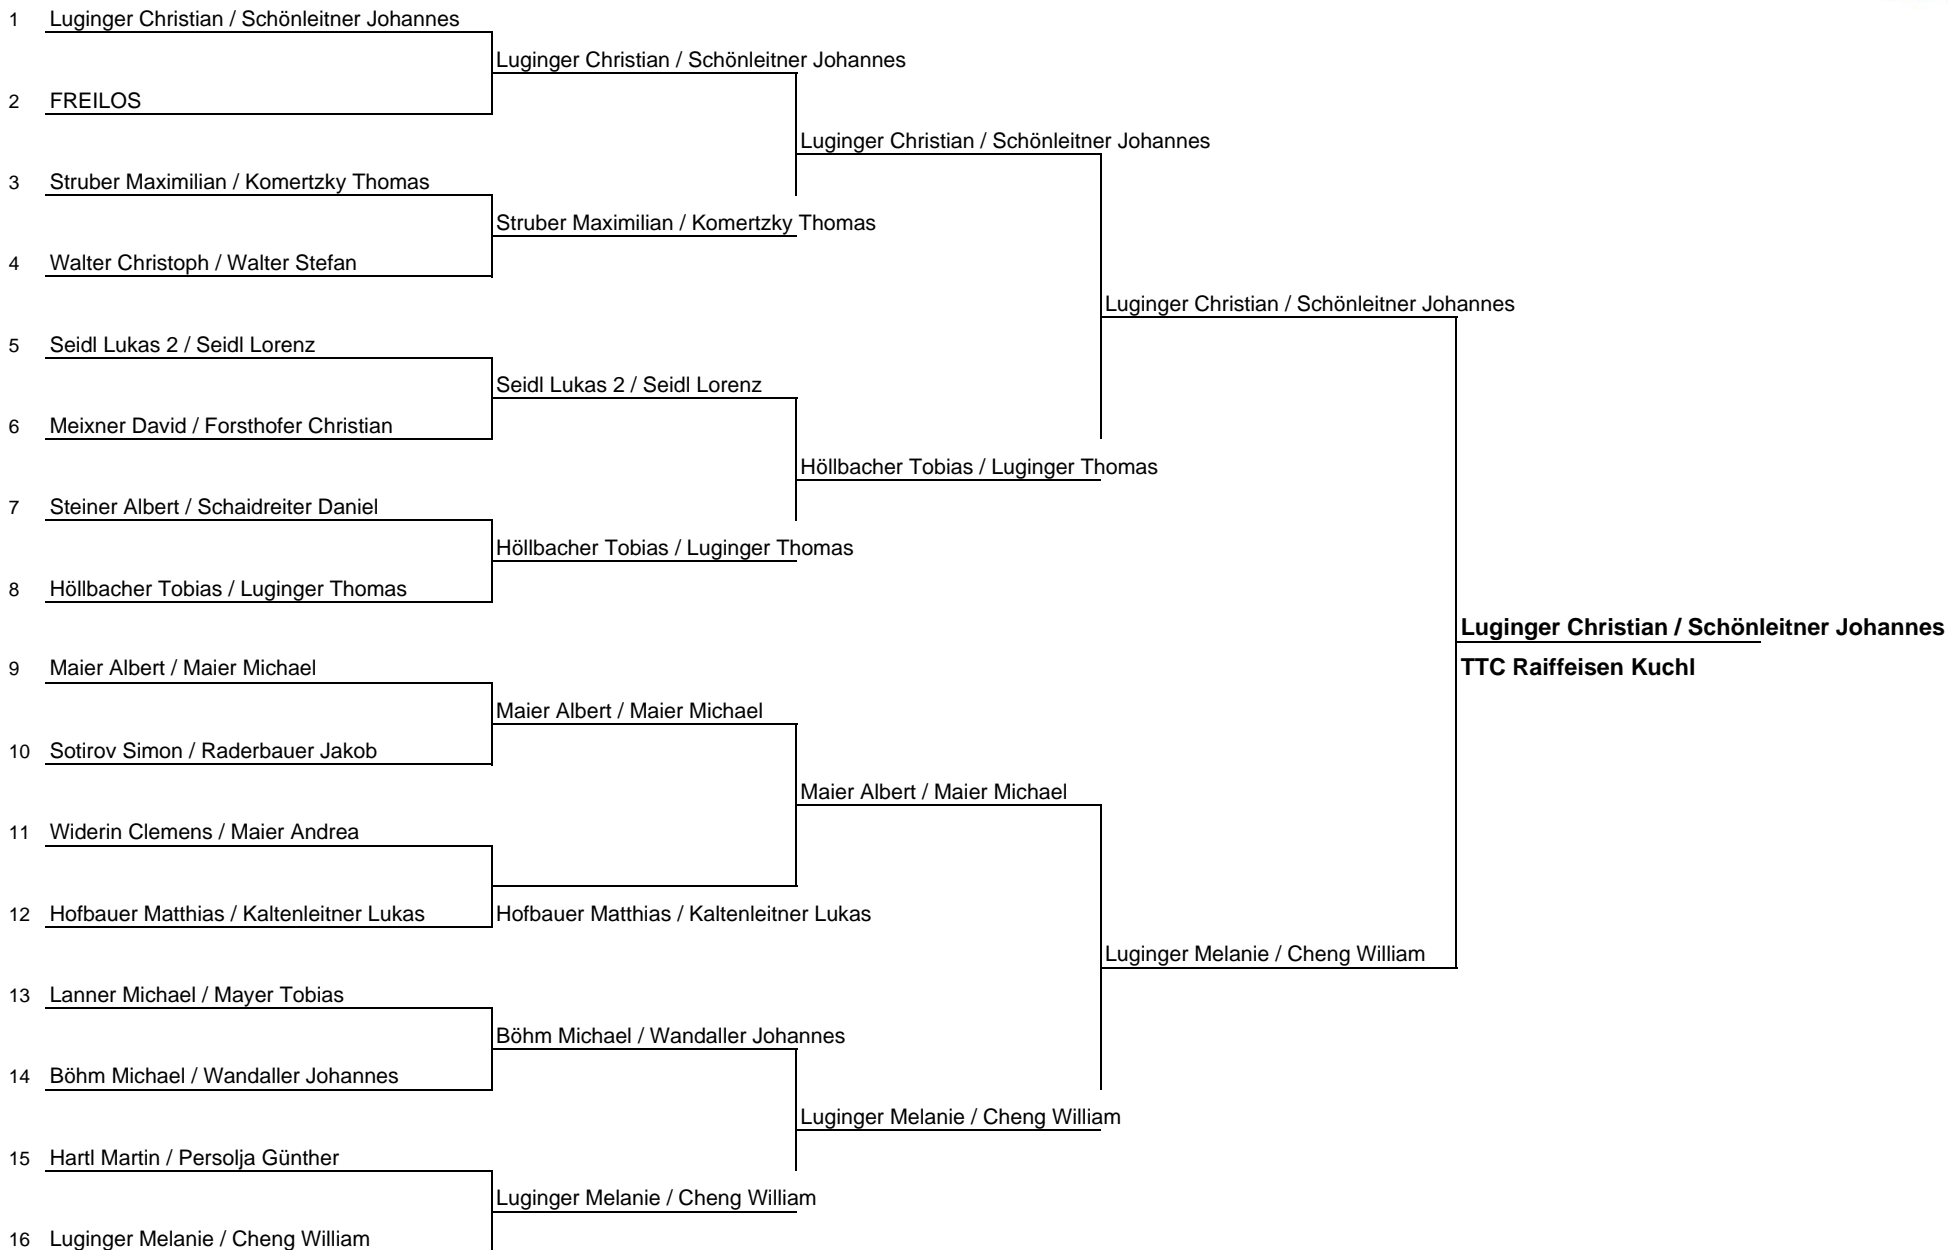 1 Luginger Christian / Schönleitner Johannes
Luginger Christian / Schönleitner Johannes
2 FREILOS
Luginger Christian / Schönleitner Johannes
3 Struber Maximilian / Komertzky Thomas
Struber Maximilian / Komertzky Thomas
4 Walter Christoph / Walter Stefan
Luginger Christian / Schönleitner Johannes
5 Seidl Lukas 2 / Seidl Lorenz
Seidl Lukas 2 / Seidl Lorenz
6 Meixner David / Forsthofer Christian
Höllbacher Tobias / Luginger Thomas
7 Steiner Albert / Schaidreiter Daniel
Höllbacher Tobias / Luginger Thomas
8 Höllbacher Tobias / Luginger Thomas
Luginger Christian / Schönleitner Johannes
9 Maier Albert / Maier Michael
TTC Raiffeisen Kuchl
Maier Albert / Maier Michael
10 Sotirov Simon / Raderbauer Jakob
Maier Albert / Maier Michael
11 Widerin Clemens / Maier Andrea
12 Hofbauer Matthias / Kaltenleitner Lukas
Hofbauer Matthias / Kaltenleitner Lukas
Luginger Melanie / Cheng William
13 Lanner Michael / Mayer Tobias
Böhm Michael / Wandaller Johannes
14 Böhm Michael / Wandaller Johannes
Luginger Melanie / Cheng William
15 Hartl Martin / Persolja Günther
Luginger Melanie / Cheng William
16 Luginger Melanie / Cheng William